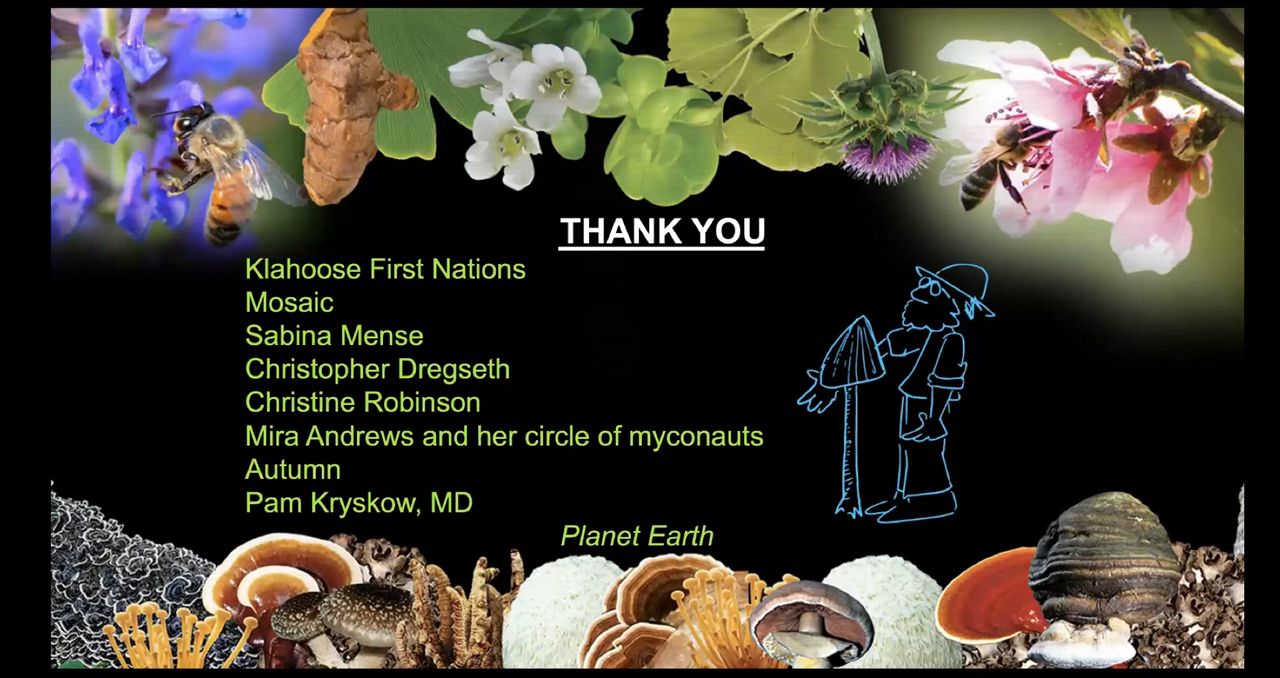 THANK YOU
Klahoose First Nations
Mosaic
Sabina Mense
Christopher Dregseth
Christine Robinson
Mira Andrews and her circle of myconauts
Autumn
Pam Kryskow, MD
Planet Earth